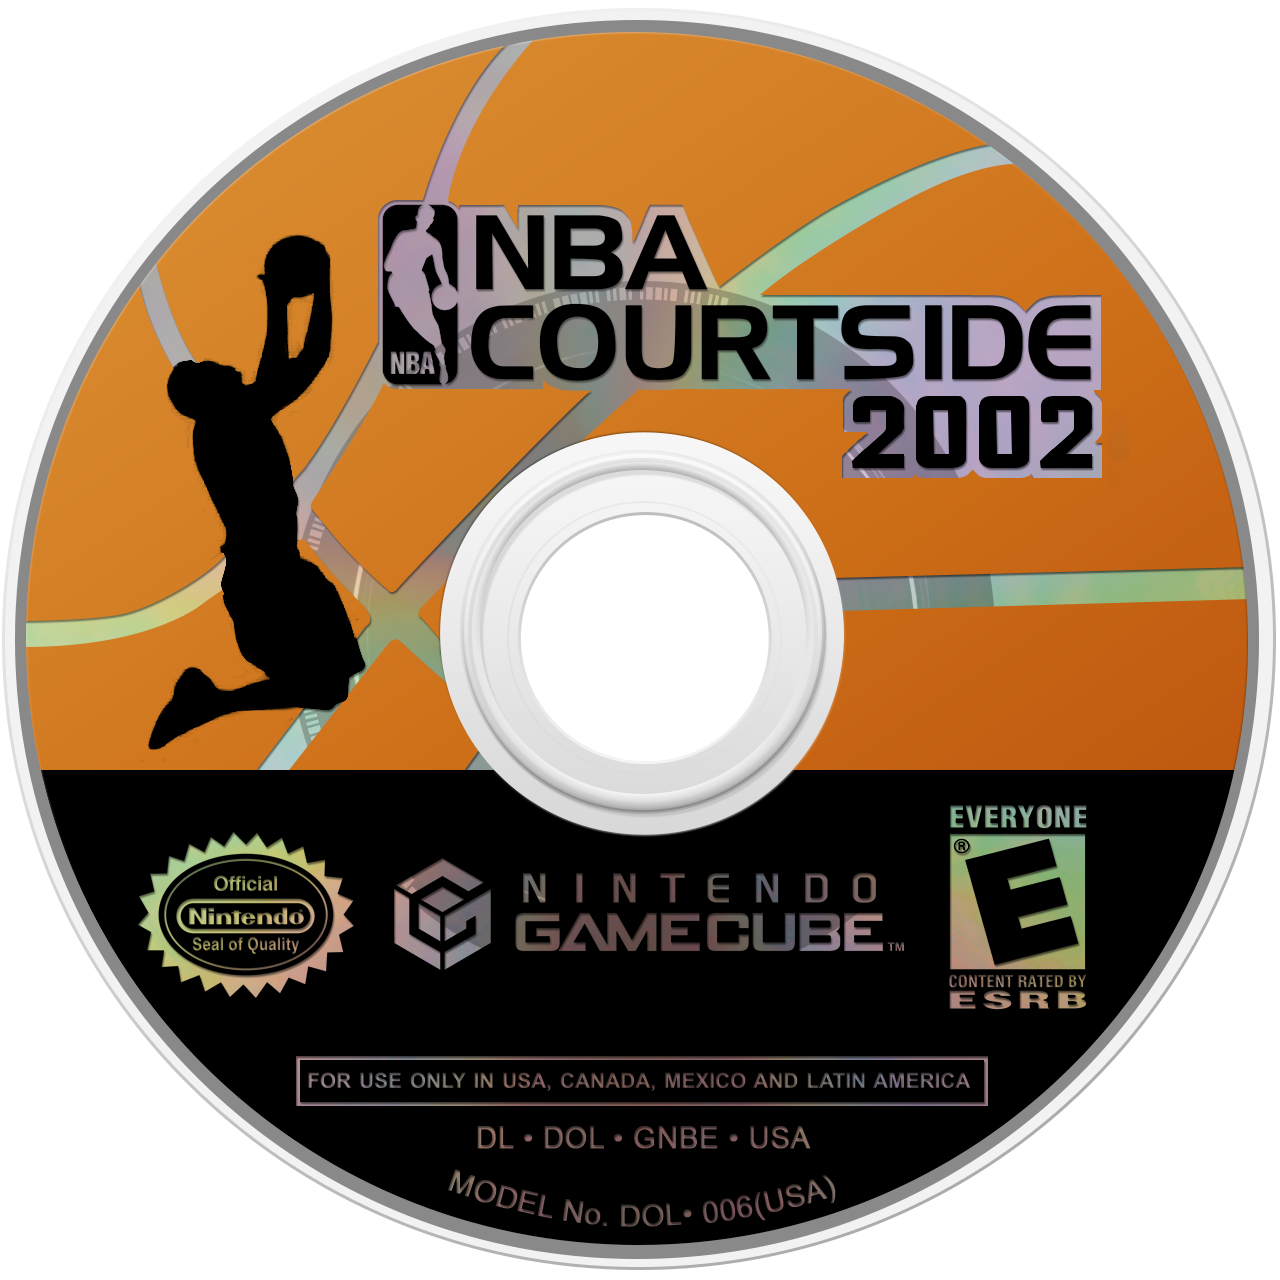 NBA
NBA
COURTSIDE
2002
EVERYONE
®
E
CONTENT RATED BY
ESRB
Official
Nintendo®
Seal of Quality
NINTENDO
GAMECUBE™
FOR USE ONLY IN USA, CANADA, MEXICO AND LATIN AMERICA
DL • DOL • GNBE • USA
MODEL No. DOL• 006(USA)